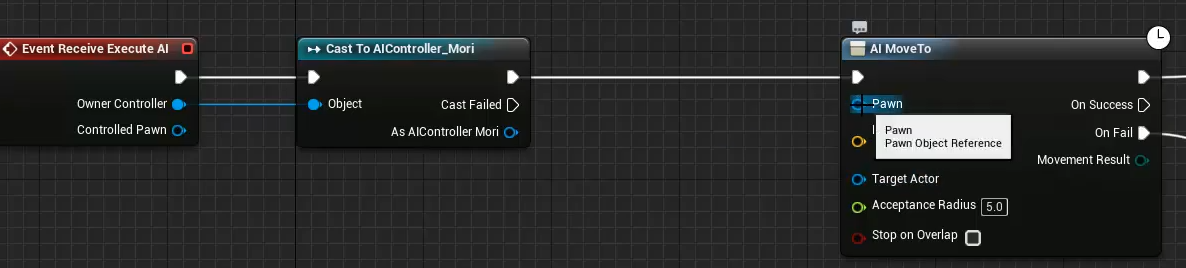 Event Receive Execute AI
Owner Controller
Controlled Pawn
Cast To AIController_Mori
Object
Cast Failed
As AIController Mori
AI MoveTo
Pawn
On Success
Pawn
Pawn Object Reference
On Fail
Movement Result
Target Actor
Acceptance Radius 5.0
Stop on Overlap